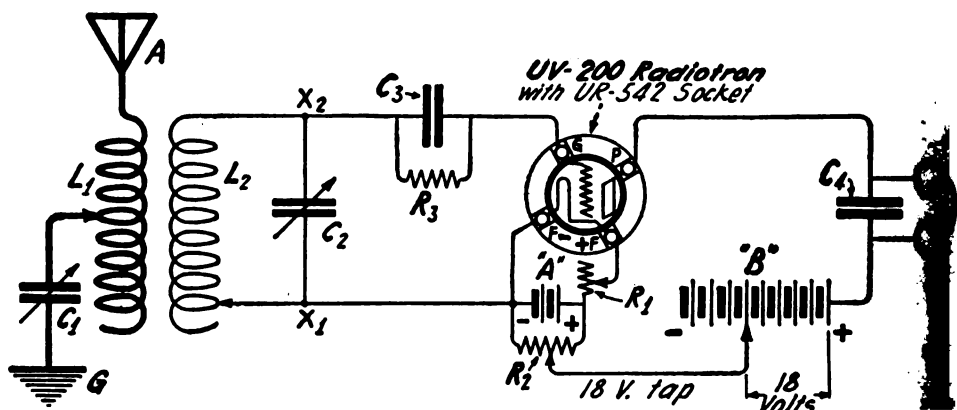 A
UV-200 Radiotron
with UR-542 Socket
C3
X2
G
P
L1
L2
R3
C2
C4
F- +F
"A"
"B"
R1
C1
X1
- +
- +
R2
18 V. tap
18
Volts
G